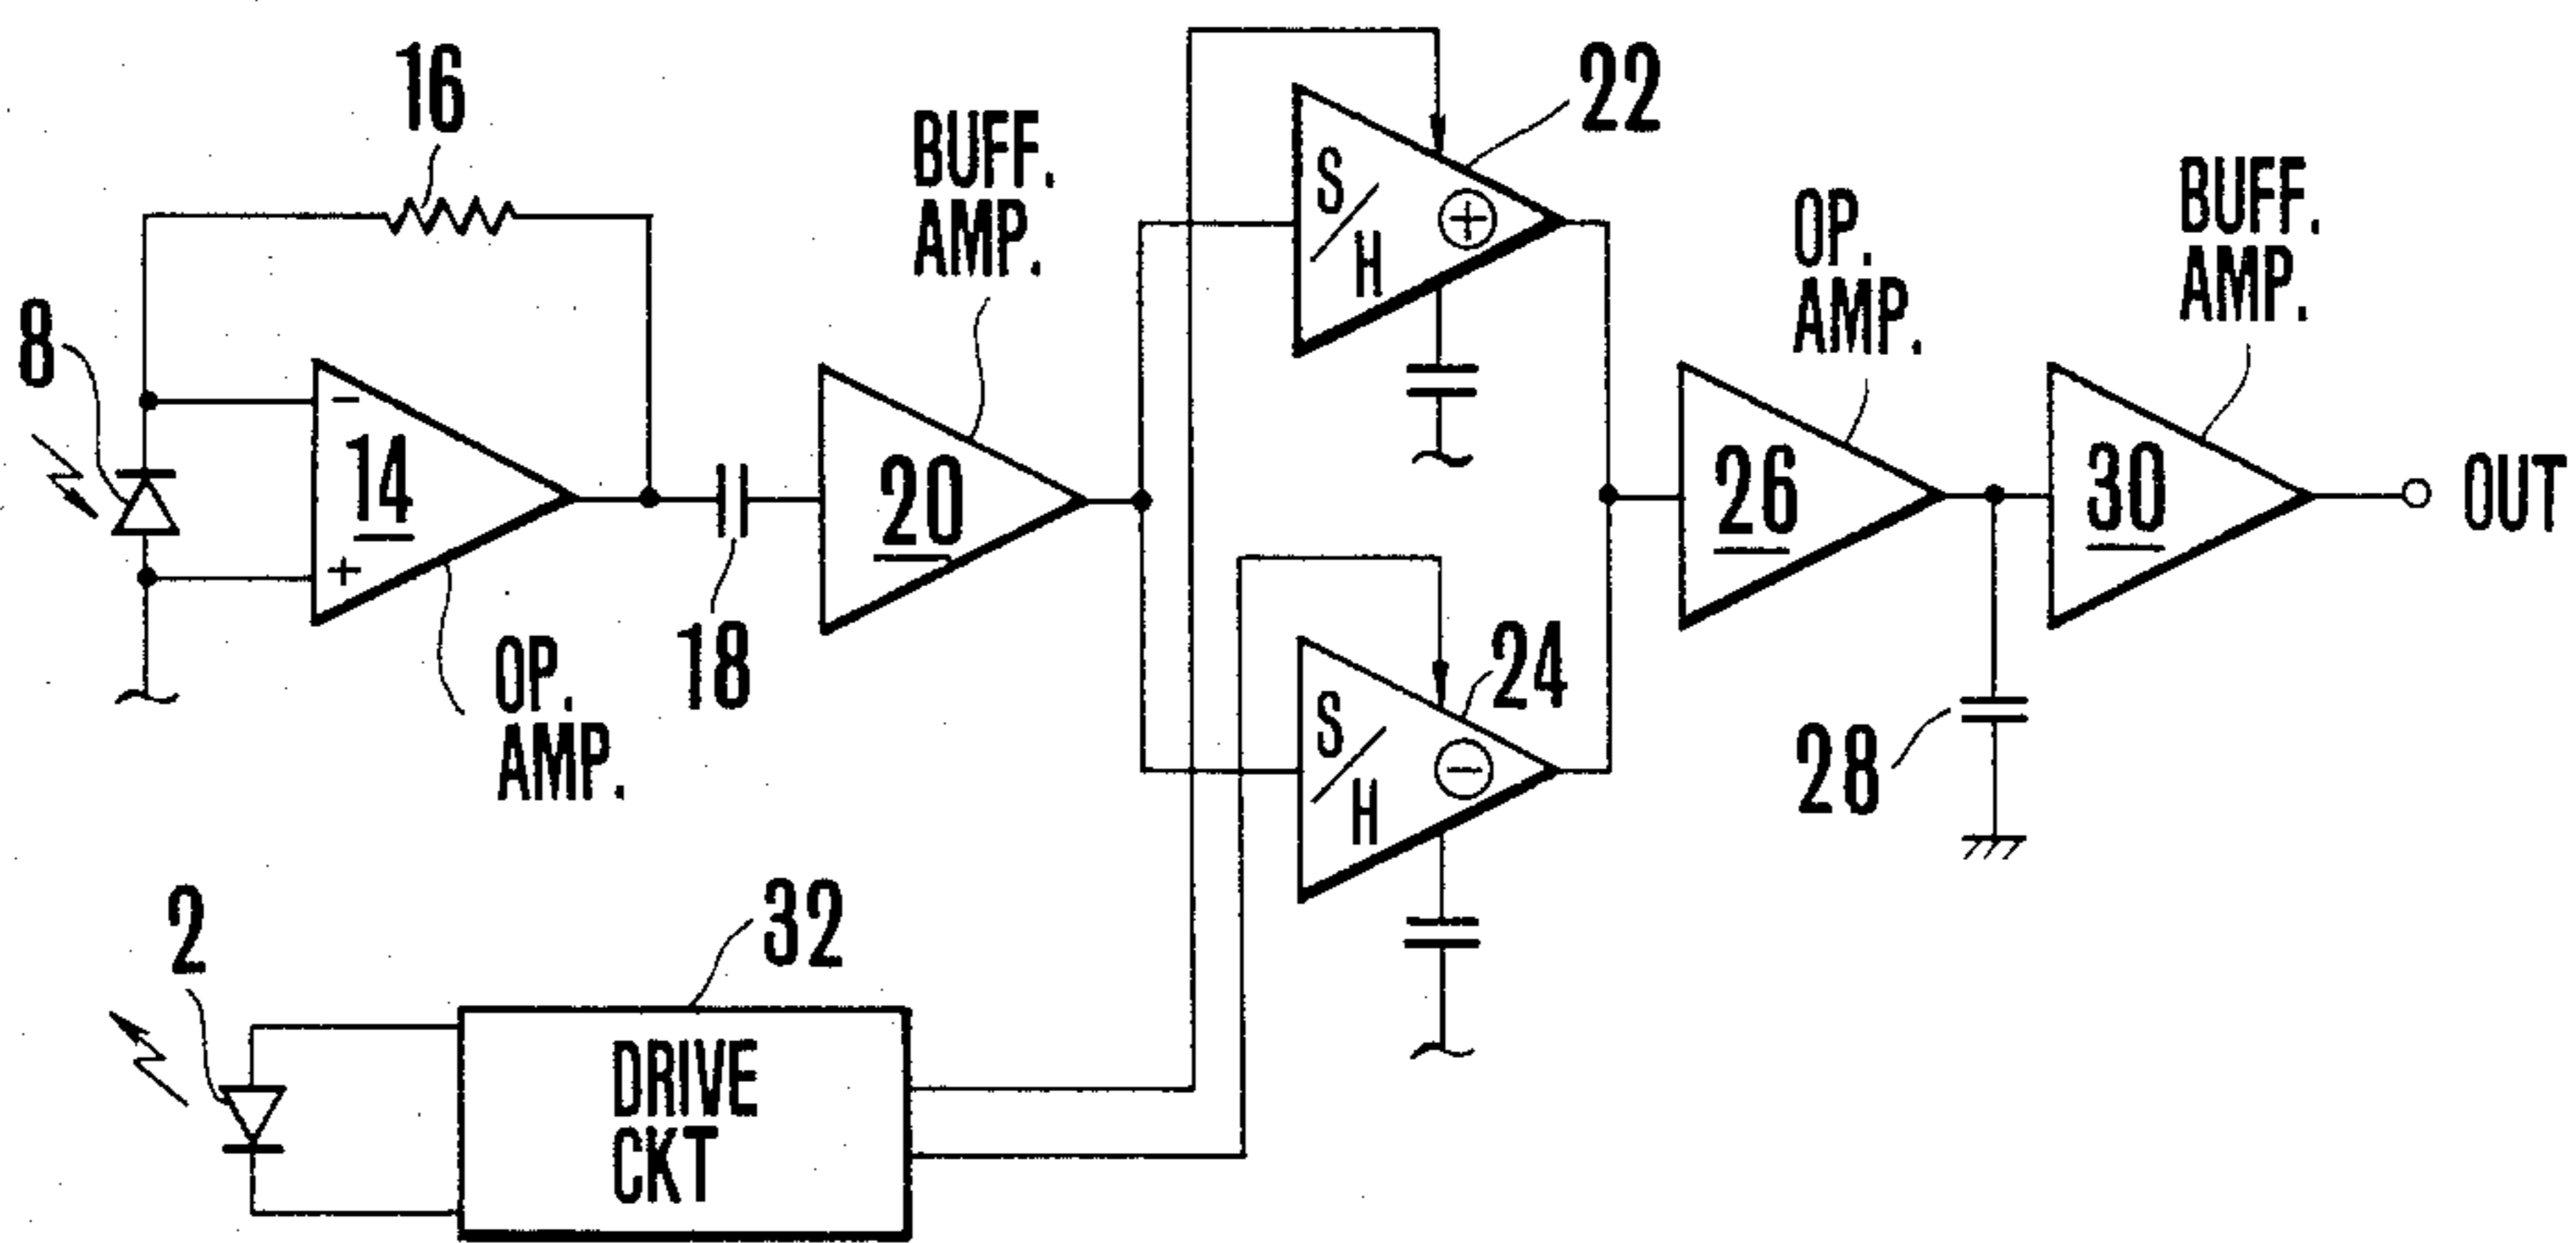 16
BUFF.
AMP.
22
S/H
+
OP.
AMP.
BUFF.
AMP.
8
-
14
+
OP.
AMP.
18
20
26
30
OUT
24
S/H
-
28
2
32
DRIVE
CKT